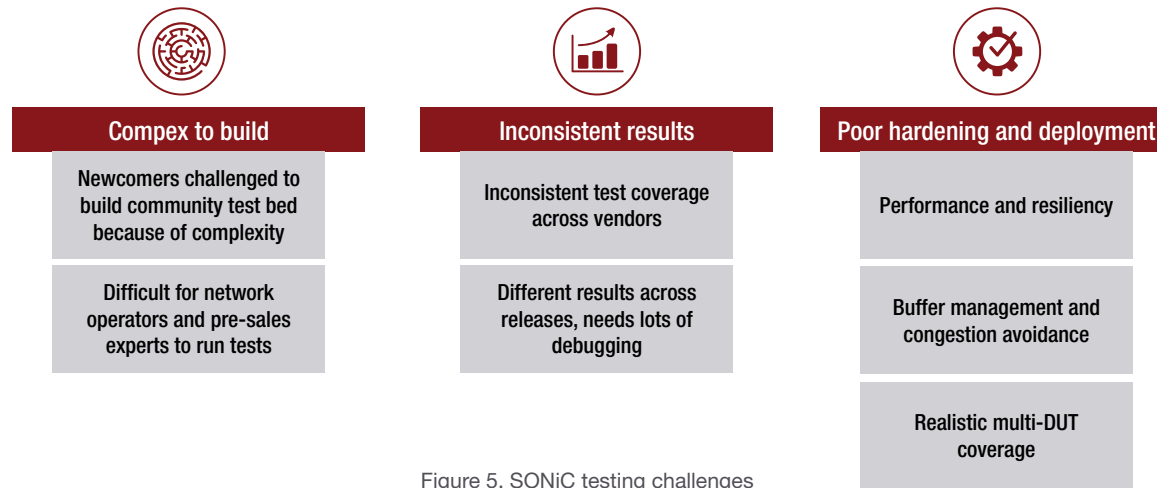 Compex to build
Newcomers challenged to
build community test bed
because of complexity
Difficult for network
operators and pre-sales
experts to run tests
Inconsistent results
Inconsistent test coverage
across vendors
Different results across
releases, needs lots of
debugging
Poor hardening and deployment
Performance and resiliency
Buffer management and
congestion avoidance
Realistic multi-DUT
coverage
Figure 5. SONiC testing challenges